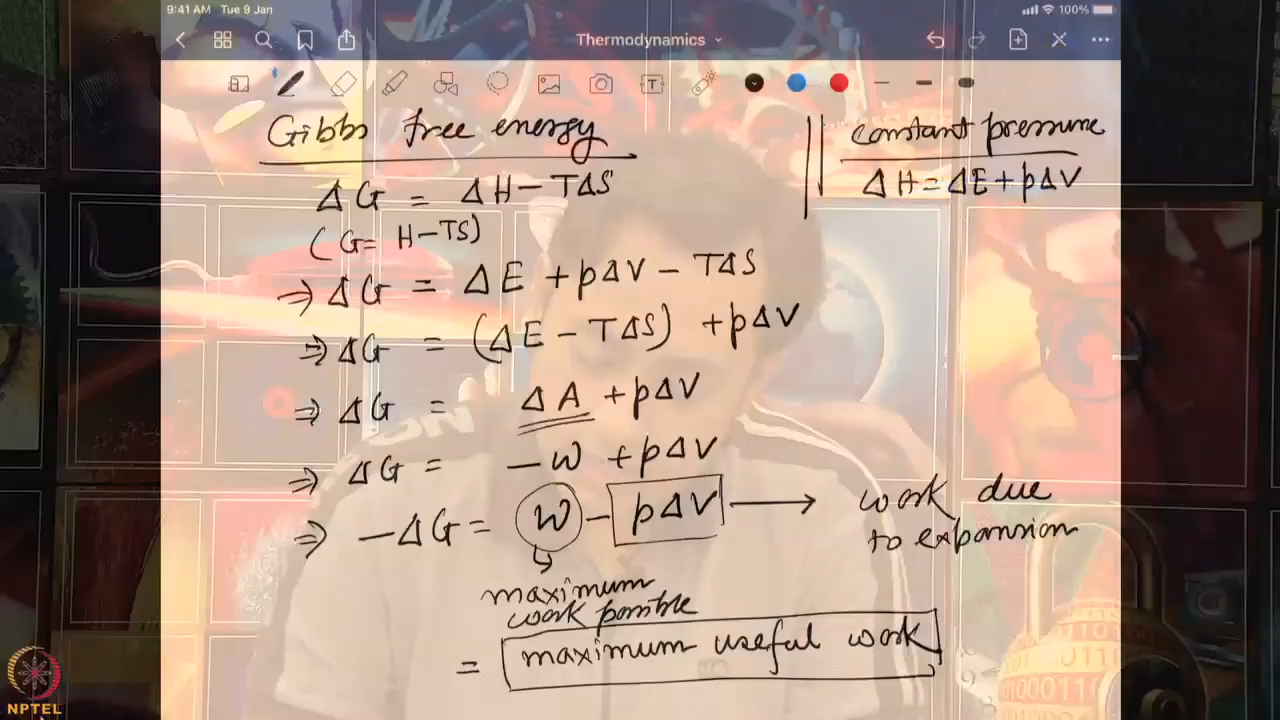 9:41 AM Tue 9 Jan
100%
Thermodynamics
T
Gibbs free energy
constant pressure
ΔG = ΔH – TΔS
ΔH = ΔE + pΔV
(G = H – TS)
⇒ ΔG = ΔE + pΔV – TΔS
⇒ ΔG = (ΔE – TΔS) + pΔV
⇒ ΔG = ΔA + pΔV
⇒ ΔG = – w + pΔV
⇒ – ΔG = w – pΔV → work due
to expansion
maximum
work possible
= maximum useful work
NPTEL